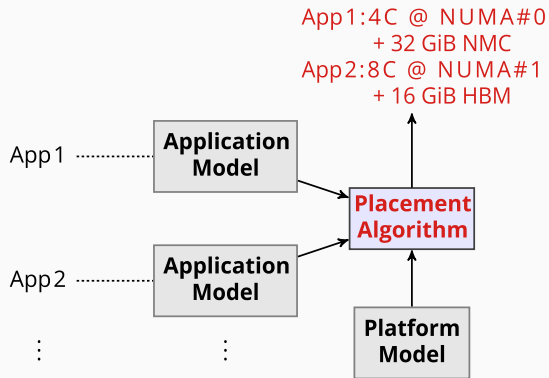 App1:4C @ NUMA#0
+ 32 GiB NMC
App2:8C @ NUMA#1
+ 16 GiB HBM
App1
Application
Model
Placement
Algorithm
App2
Application
Model
Platform
Model